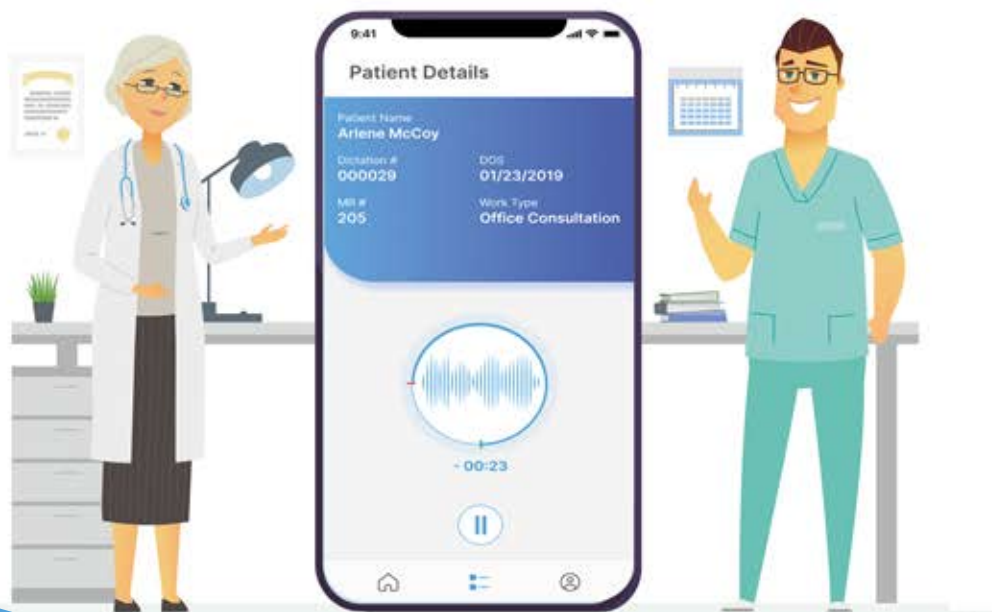 9:41
Patient Details
Patient Name
Arlene McCoy
Dictation # DOS
000029 01/23/2019
MR # Work Type
205 Office Consultation
- 00:23